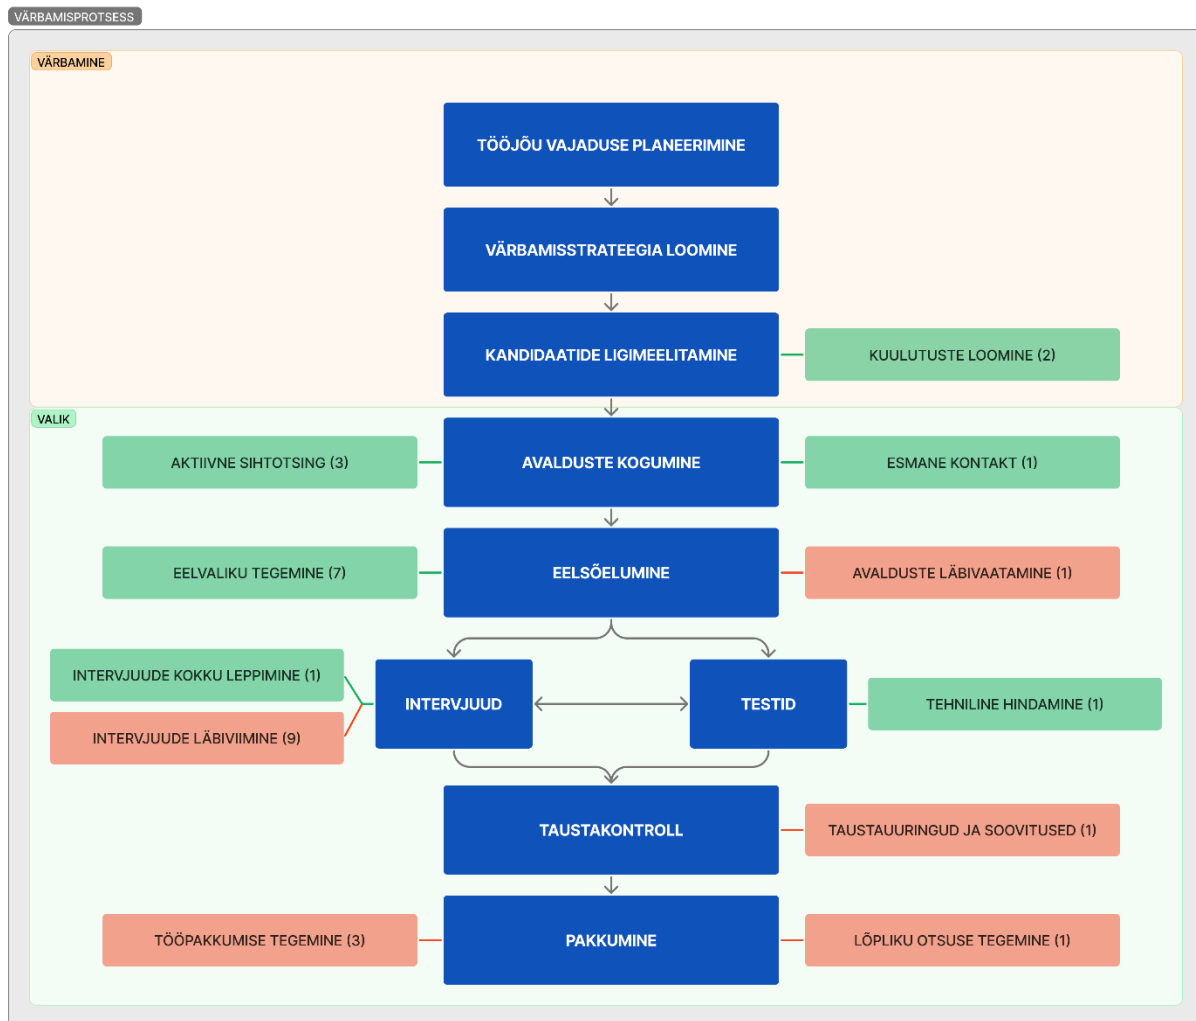 VÄRBAMISPROTSESS
VÄRBAMINE
TÖÖJÕU VAJADUSE PLANEERIMINE
VÄRBAMISSTRATEEGIA LOOMINE
KANDIDAATIDE LIGIMEELITAMINE
KUULUTUSTE LOOMINE (2)
VALIK
AKTIIVNE SIHTOTSING (3)
AVALDUSTE KOGUMINE
ESMANE KONTAKT (1)
EELVALIKU TEGEMINE (7)
EELSÕELUMINE
AVALDUSTE LÄBIVAATAMINE (1)
INTERVJUUDE KOKKU LEPPIMINE (1)
INTERVJUUDE LÄBIVIIMINE (9)
INTERVJUUD
TESTID
TEHNILINE HINDAMINE (1)
TAUSTAKONTROLL
TAUSTAUURINGUD JA SOOVITUSED (1)
TÖÖPAKKUMISE TEGEMINE (3)
PAKKUMINE
LÕPLIKU OTSUSE TEGEMINE (1)